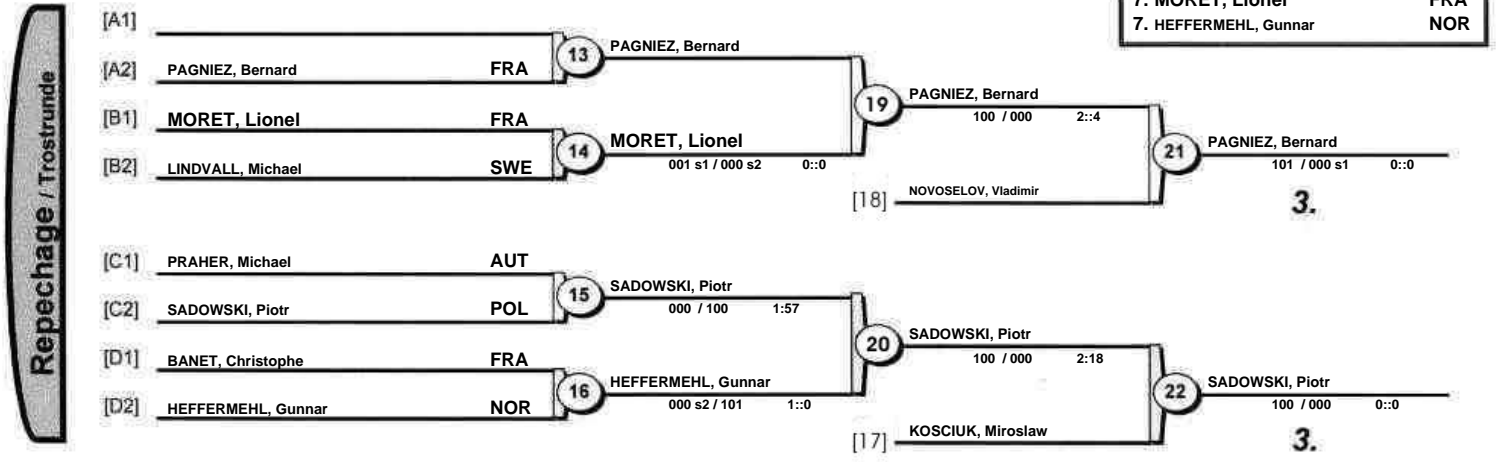 7. MORET, Lionel FRA
7. HEFFERMEHL, Gunnar NOR
Repechage / Trostrunde
[A1]
[A2] PAGNIEZ, Bernard FRA
13 PAGNIEZ, Bernard
[B1] MORET, Lionel FRA
[B2] LINDVALL, Michael SWE
14 MORET, Lionel
001 s1 / 000 s2 0::0
19 PAGNIEZ, Bernard
100 / 000 2::4
[18] NOVOSELOV, Vladimir
21 PAGNIEZ, Bernard
101 / 000 s1 0::0
3.
[C1] PRAHER, Michael AUT
[C2] SADOWSKI, Piotr POL
15 SADOWSKI, Piotr
000 / 100 1:57
[D1] BANET, Christophe FRA
[D2] HEFFERMEHL, Gunnar NOR
16 HEFFERMEHL, Gunnar
000 s2 / 101 1::0
20 SADOWSKI, Piotr
100 / 000 2:18
[17] KOSCIUK, Miroslaw
22 SADOWSKI, Piotr
100 / 000 0::0
3.